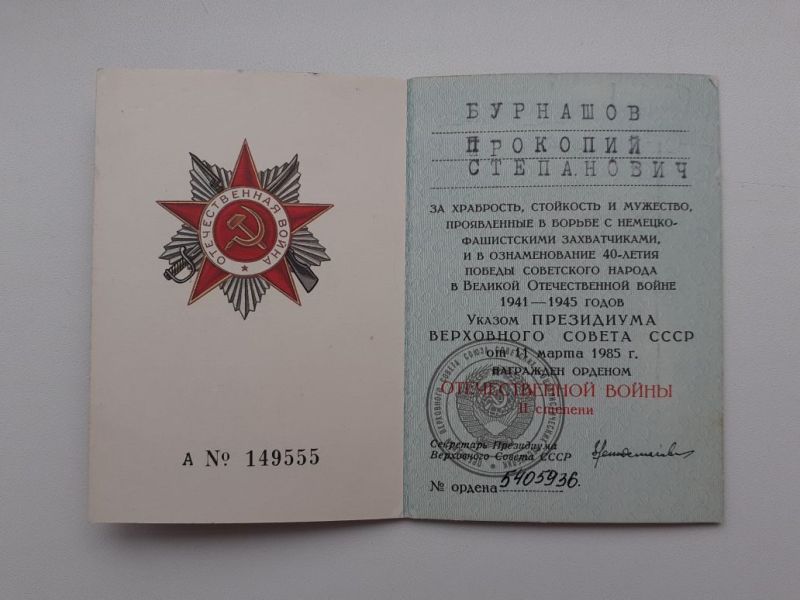 ОТЕЧЕСТВЕННАЯ ВОЙНА
А № 149555
БУРНАШОВ
ПРОКОПИЙ
СТЕПАНОВИЧ
ЗА ХРАБРОСТЬ, СТОЙКОСТЬ И МУЖЕСТВО,
ПРОЯВЛЕННЫЕ В БОРЬБЕ С НЕМЕЦКО-
ФАШИСТСКИМИ ЗАХВАТЧИКАМИ,
И В ОЗНАМЕНОВАНИЕ 40-ЛЕТИЯ
ПОБЕДЫ СОВЕТСКОГО НАРОДА
В ВЕЛИКОЙ ОТЕЧЕСТВЕННОЙ ВОЙНЕ
1941—1945 ГОДОВ
УКАЗОМ ПРЕЗИДИУМА
ВЕРХОВНОГО СОВЕТА СССР
от 11 марта 1985 г.
НАГРАЖДЕН ОРДЕНОМ
ОТЕЧЕСТВЕННОЙ ВОЙНЫ
II степени
Секретарь Президиума
Верховного Совета СССР
№ ордена 5405936.